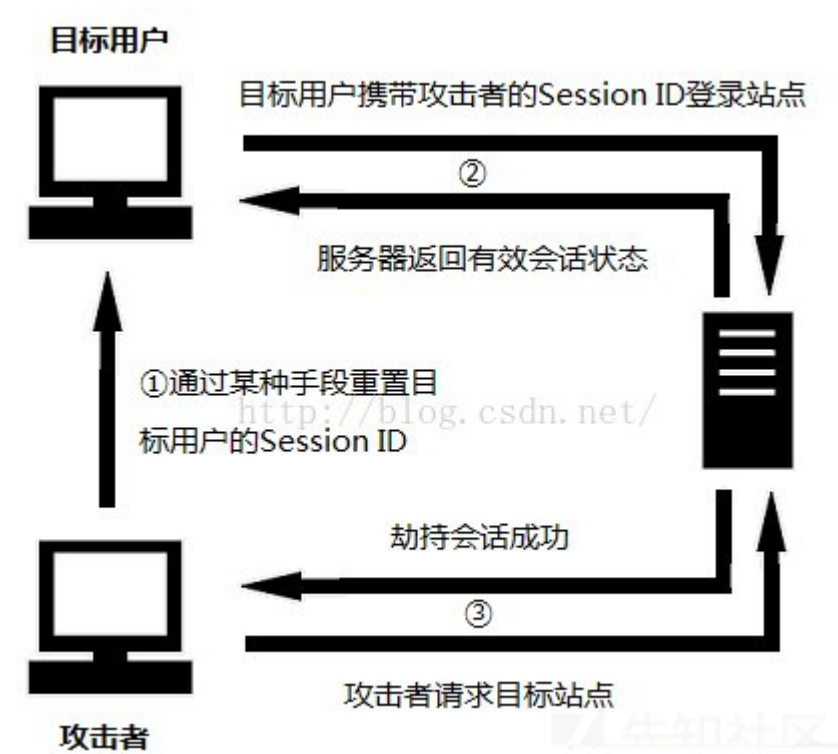 目标用户
目标用户携带攻击者的Session ID登录站点
②
服务器返回有效会话状态
①通过某种手段重置目
http://blog.csdn.net/
标用户的Session ID
劫持会话成功
③
攻击者请求目标站点
攻击者
先知社区